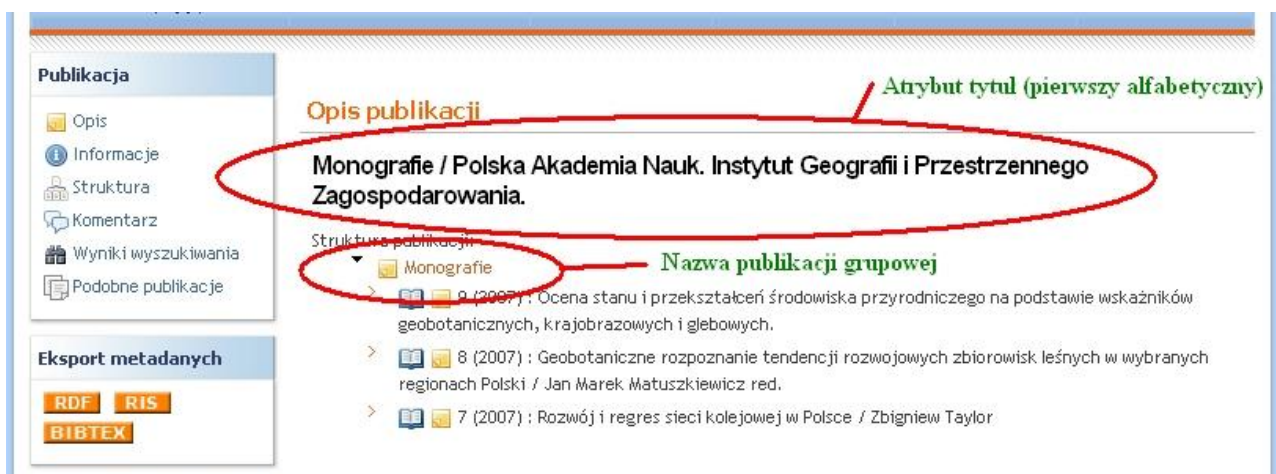 Publikacja
Opis
Informacje
Struktura
Komentarz
Wyniki wyszukiwania
Podobne publikacje
Eksport metadanych
RDF RIS
BIBTEX
Atrybut tytuł (pierwszy alfabetyczny)
Opis publikacji
Monografie / Polska Akademia Nauk. Instytut Geografii i Przestrzennego
Zagospodarowania.
Struktura publikacji:
Monografie
Nazwa publikacji grupowej
9 (2007) : Ocena stanu i przekształceń środowiska przyrodniczego na podstawie wskaźników
geobotanicznych, krajobrazowych i glebowych.
8 (2007) : Geobotaniczne rozpoznanie tendencji rozwojowych zbiorowisk leśnych w wybranych
regionach Polski / Jan Marek Matuszkiewicz red.
7 (2007) : Rozwój i regres sieci kolejowej w Polsce / Zbigniew Taylor